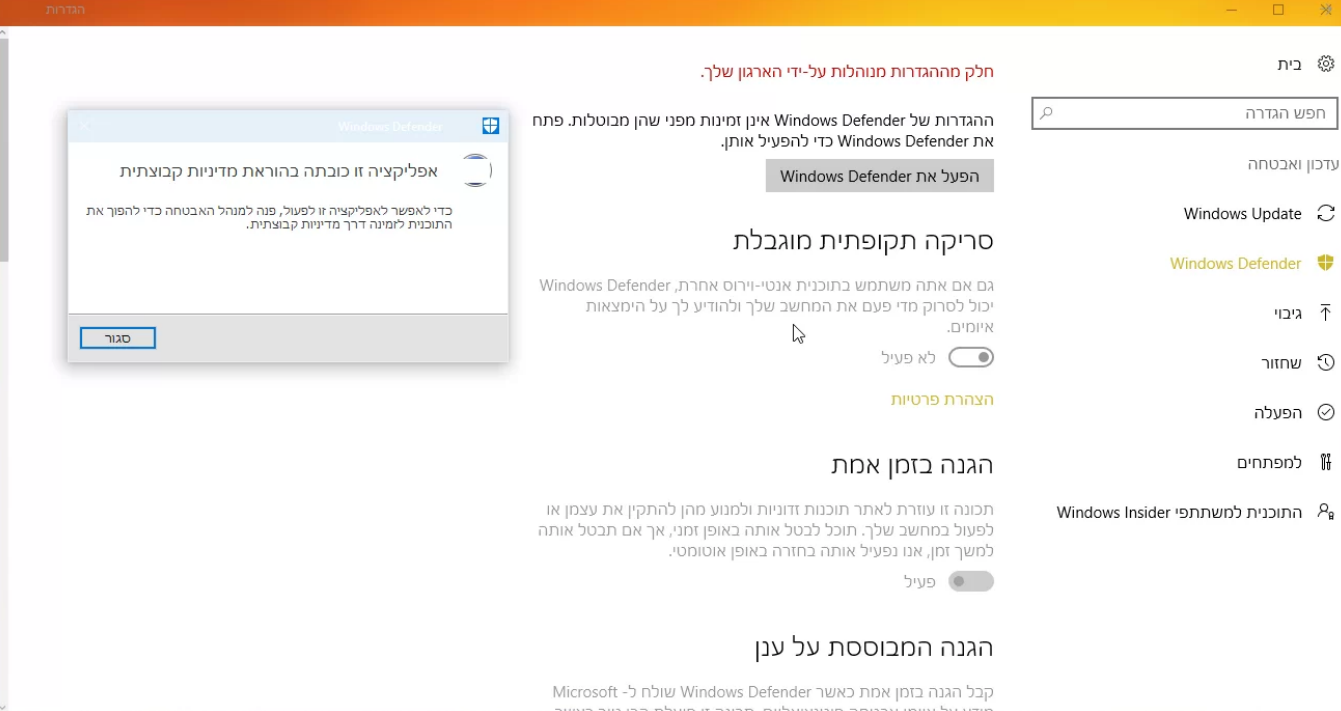 הגדרות
בית
חפש הגדרה
עדכון ואבטחה
Windows Update
Windows Defender
גיבוי
שחזור
הפעלה
למפתחים
התוכנית למשתתפי Windows Insider
חלק מההגדרות מנוהלות על-ידי הארגון שלך.
ההגדרות של Windows Defender אינן זמינות מפני שהן מבוטלות. פתח
את Windows Defender כדי להפעיל אותן.
הפעל את Windows Defender
סריקה תקופתית מוגבלת
גם אם אתה משתמש בתוכנית אנטי-וירוס אחרת, Windows Defender
יכול לסרוק מדי פעם את המחשב שלך ולהודיע לך על הימצאות
איומים.
לא פעיל
הצהרת פרטיות
הגנה בזמן אמת
תכונה זו עוזרת לאתר תוכנות זדוניות ולמנוע מהן להתקין את עצמן או
לפעול במחשב שלך. תוכל לבטל אותה באופן זמני, אך אם תבטל אותה
למשך זמן, אנו נפעיל אותה בחזרה באופן אוטומטי.
פעיל
הגנה המבוססת על ענן
קבל הגנה בזמן אמת כאשר Windows Defender שולח ל- Microsoft
Windows Defender
אפליקציה זו כובתה בהוראת מדיניות קבוצתית
כדי לאפשר לאפליקציה זו לפעול, פנה למנהל האבטחה כדי להפוך את
התוכנית לזמינה דרך מדיניות קבוצתית.
סגור